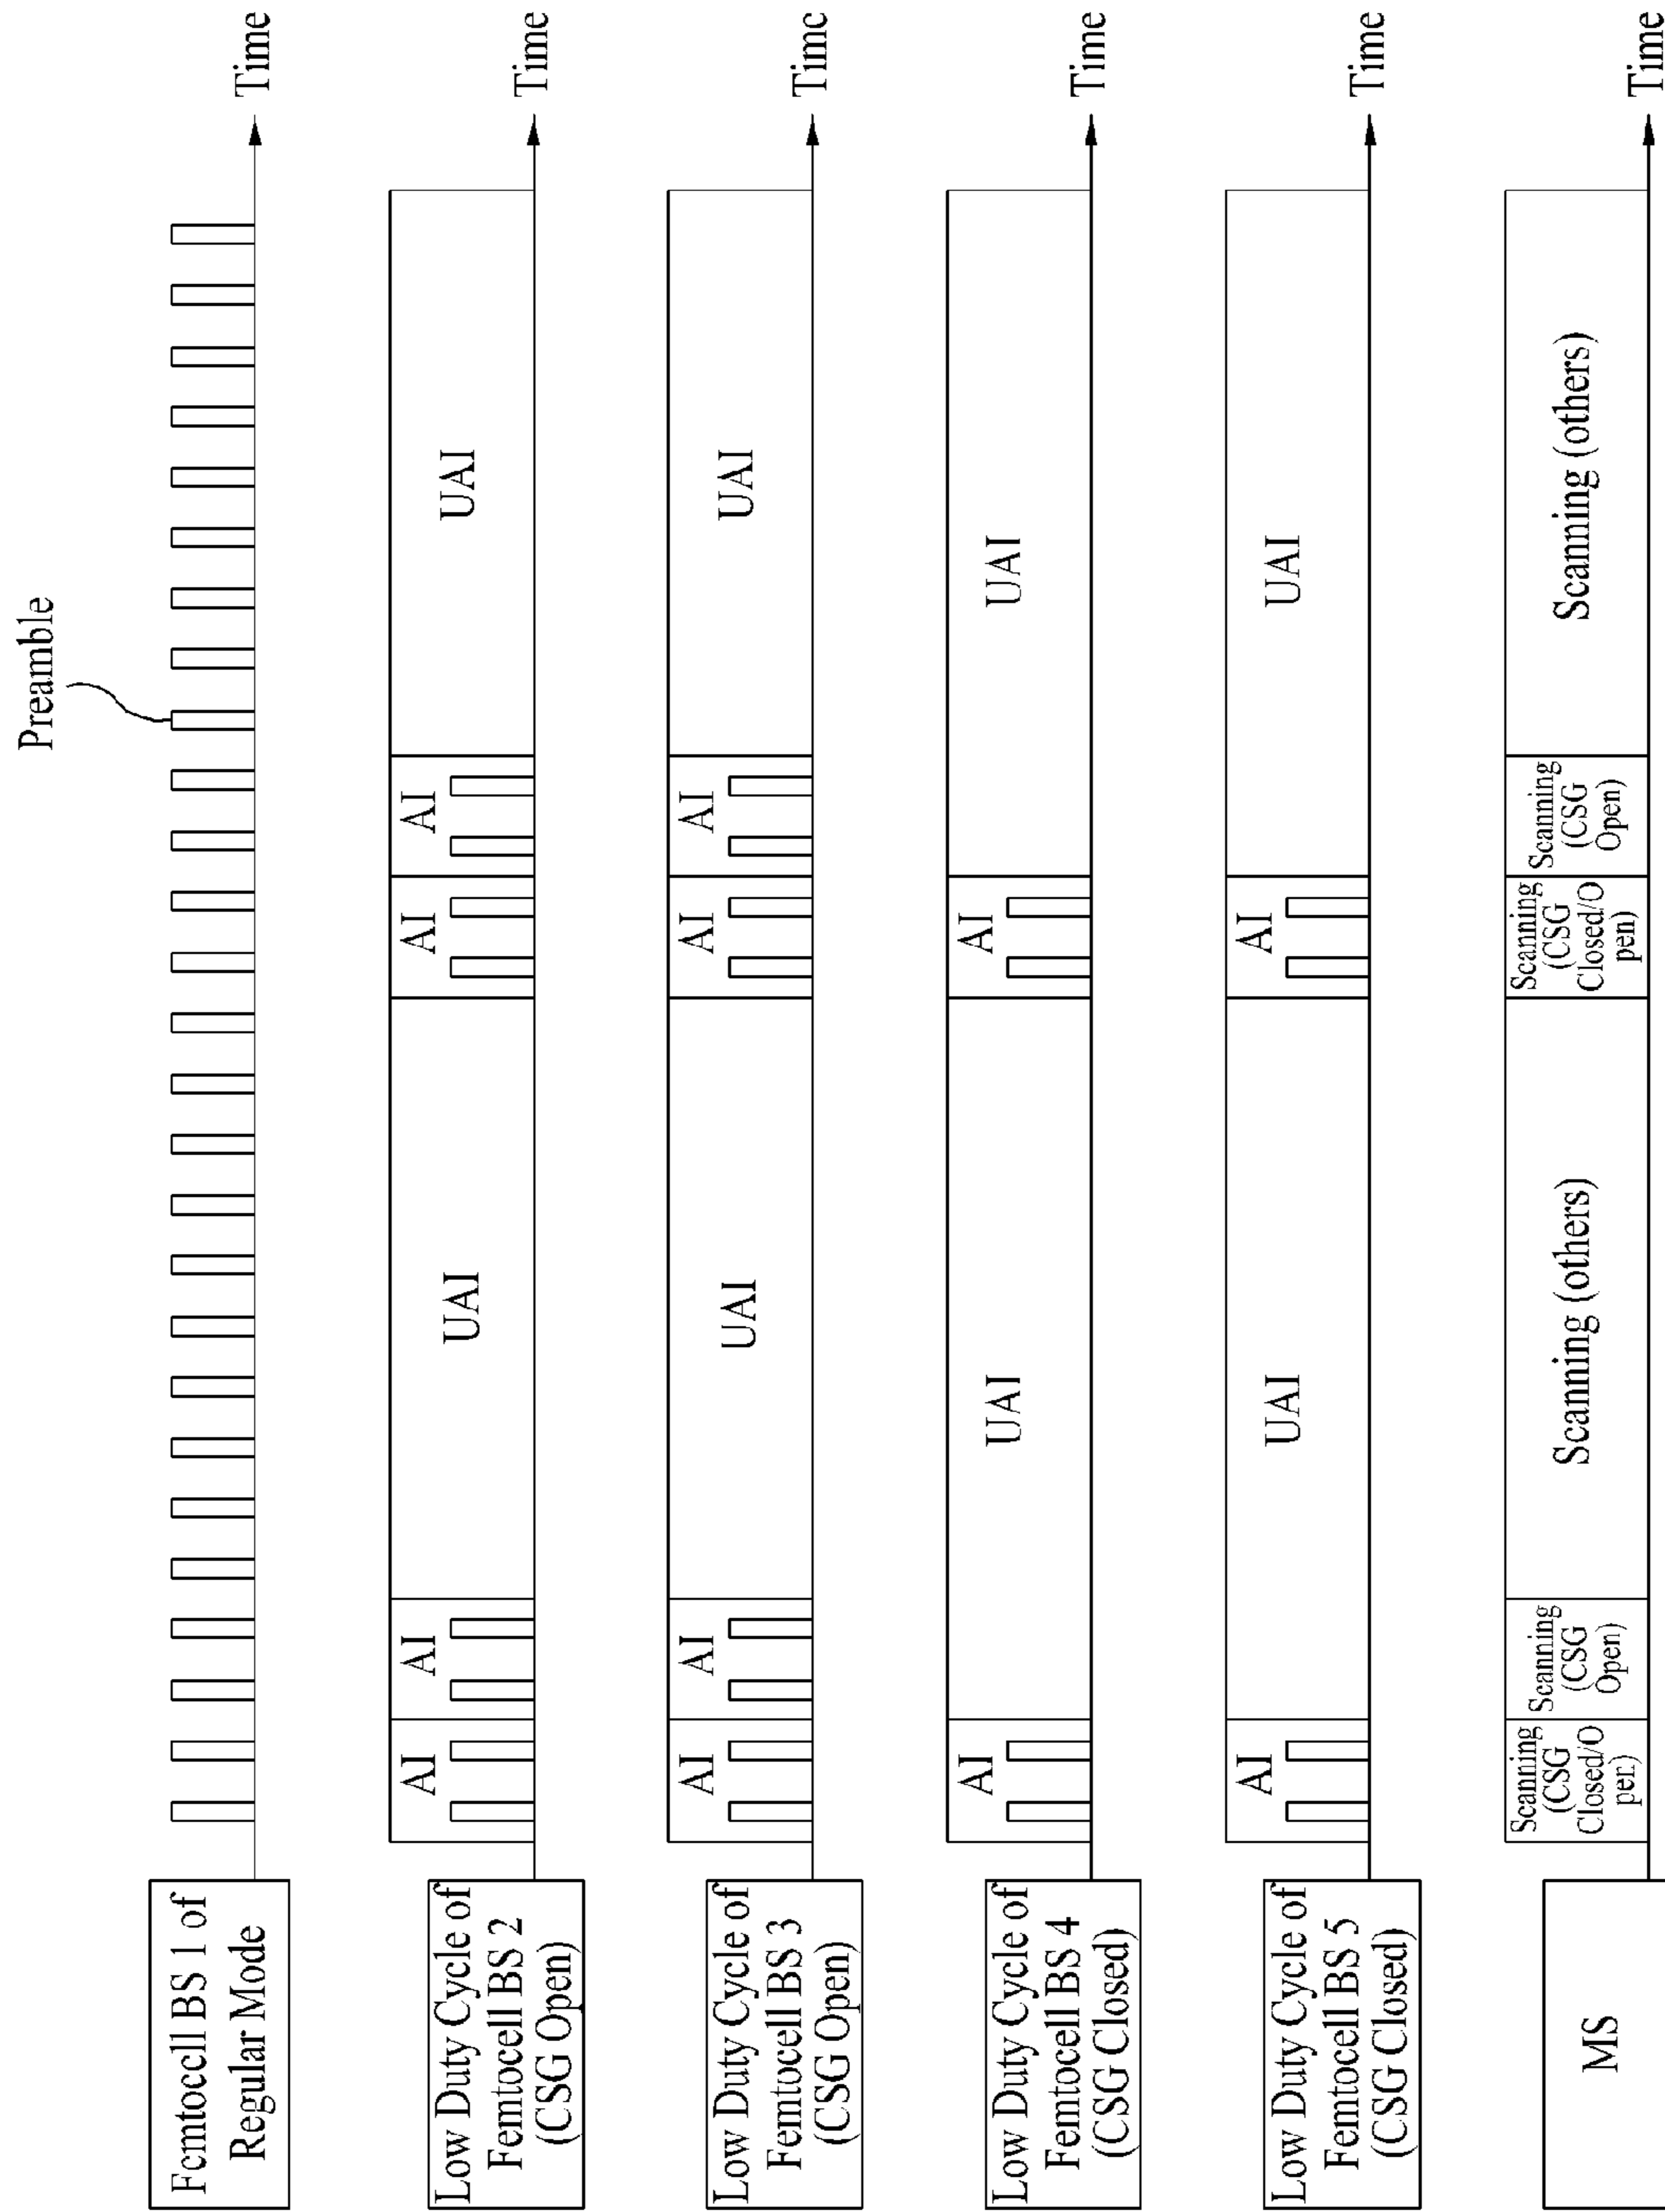 Preamble
Femtocell BS 1 of
Regular Mode
Time
Low Duty Cycle of
Femtocell BS 2
(CSG Open)
AI
AI
UAI
AI
AI
UAI
Time
Low Duty Cycle of
Femtocell BS 3
(CSG Open)
AI
AI
UAI
AI
AI
UAI
Time
Low Duty Cycle of
Femtocell BS 4
(CSG Closed)
AI
UAI
AI
UAI
Time
Low Duty Cycle of
Femtocell BS 5
(CSG Closed)
AI
UAI
AI
UAI
Time
MS
Scanning
(CSG
Closed/O
pen)
Scanning
(CSG
Open)
Scanning (others)
Scanning
(CSG
Closed/O
pen)
Scanning
(CSG
Open)
Scanning (others)
Time